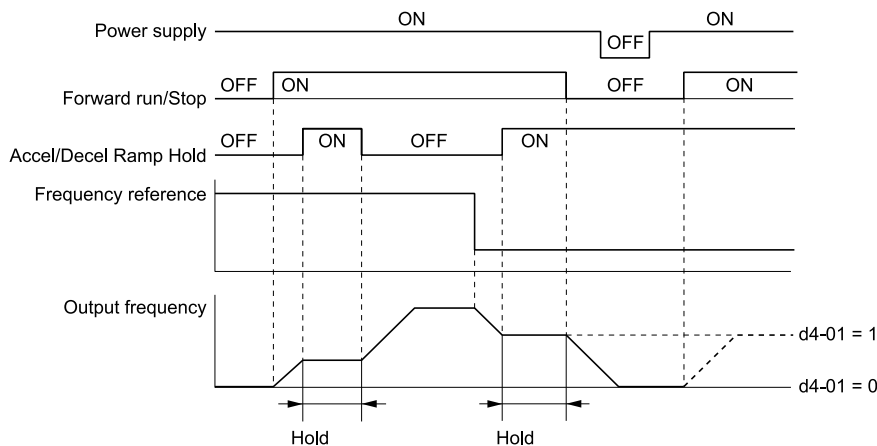 Power supply
ON
OFF
ON
Forward run/Stop
OFF
ON
OFF
ON
Accel/Decel Ramp Hold
OFF
ON
OFF
ON
Frequency reference
Output frequency
d4-01 = 1
d4-01 = 0
Hold
Hold